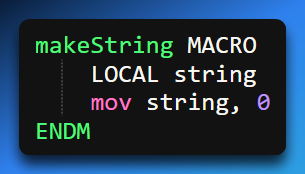 makeString MACRO
    LOCAL string
    mov string, 0
ENDM